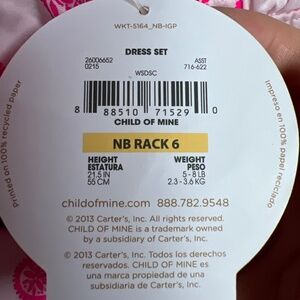 WKT-5164_NB-IGP
DRESS SET
26006652 ASST
0215 716-622
WSDSC
8 88510 71529 0
CHILD OF MINE
NB RACK 6
HEIGHT WEIGHT
ESTATURA PESO
21.5 IN 5 - 8 LB
55 CM 2.3 - 3.6 KG
childofmine.com 888.782.9548
© 2013 Carter's, Inc. All rights reserved.
CHILD OF MINE is a trademark owned
by a subsidiary of Carter's, Inc.
© 2013 Carter's, Inc. Todos los derechos
reservados. CHILD OF MINE es
una marca propiedad de una
subsidiaria de Carter's, Inc.
Printed on 100% recycled paper
Impreso en 100% papel reciclado